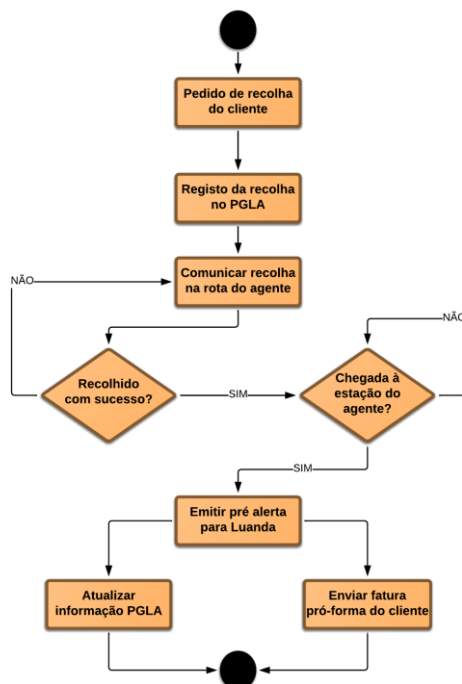 Pedido de recolha
do cliente
Registo da recolha
no PGLA
Comunicar recolha
na rota do agente
NÃO
Recolhido
com sucesso?
SIM
Chegada à
estação do
agente?
NÃO
SIM
Emitir pré alerta
para Luanda
Atualizar
informação PGLA
Enviar fatura
pró-forma do cliente